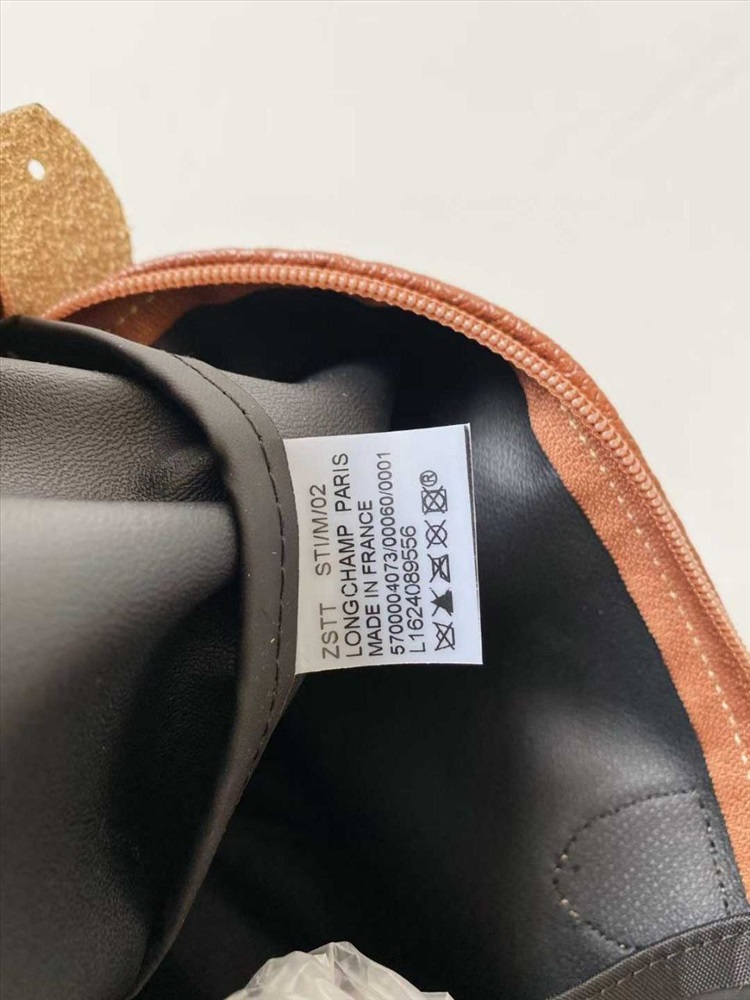 ZSTT STI/M/02
LONGCHAMP PARIS
MADE IN FRANCE
5700004073/00060/0001
L1624089556
®